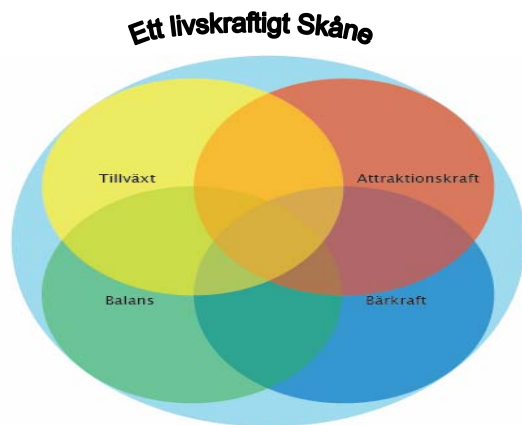 Ett livskraftigt Skåne
Tillväxt
Attraktionskraft
Balans
Bärkraft